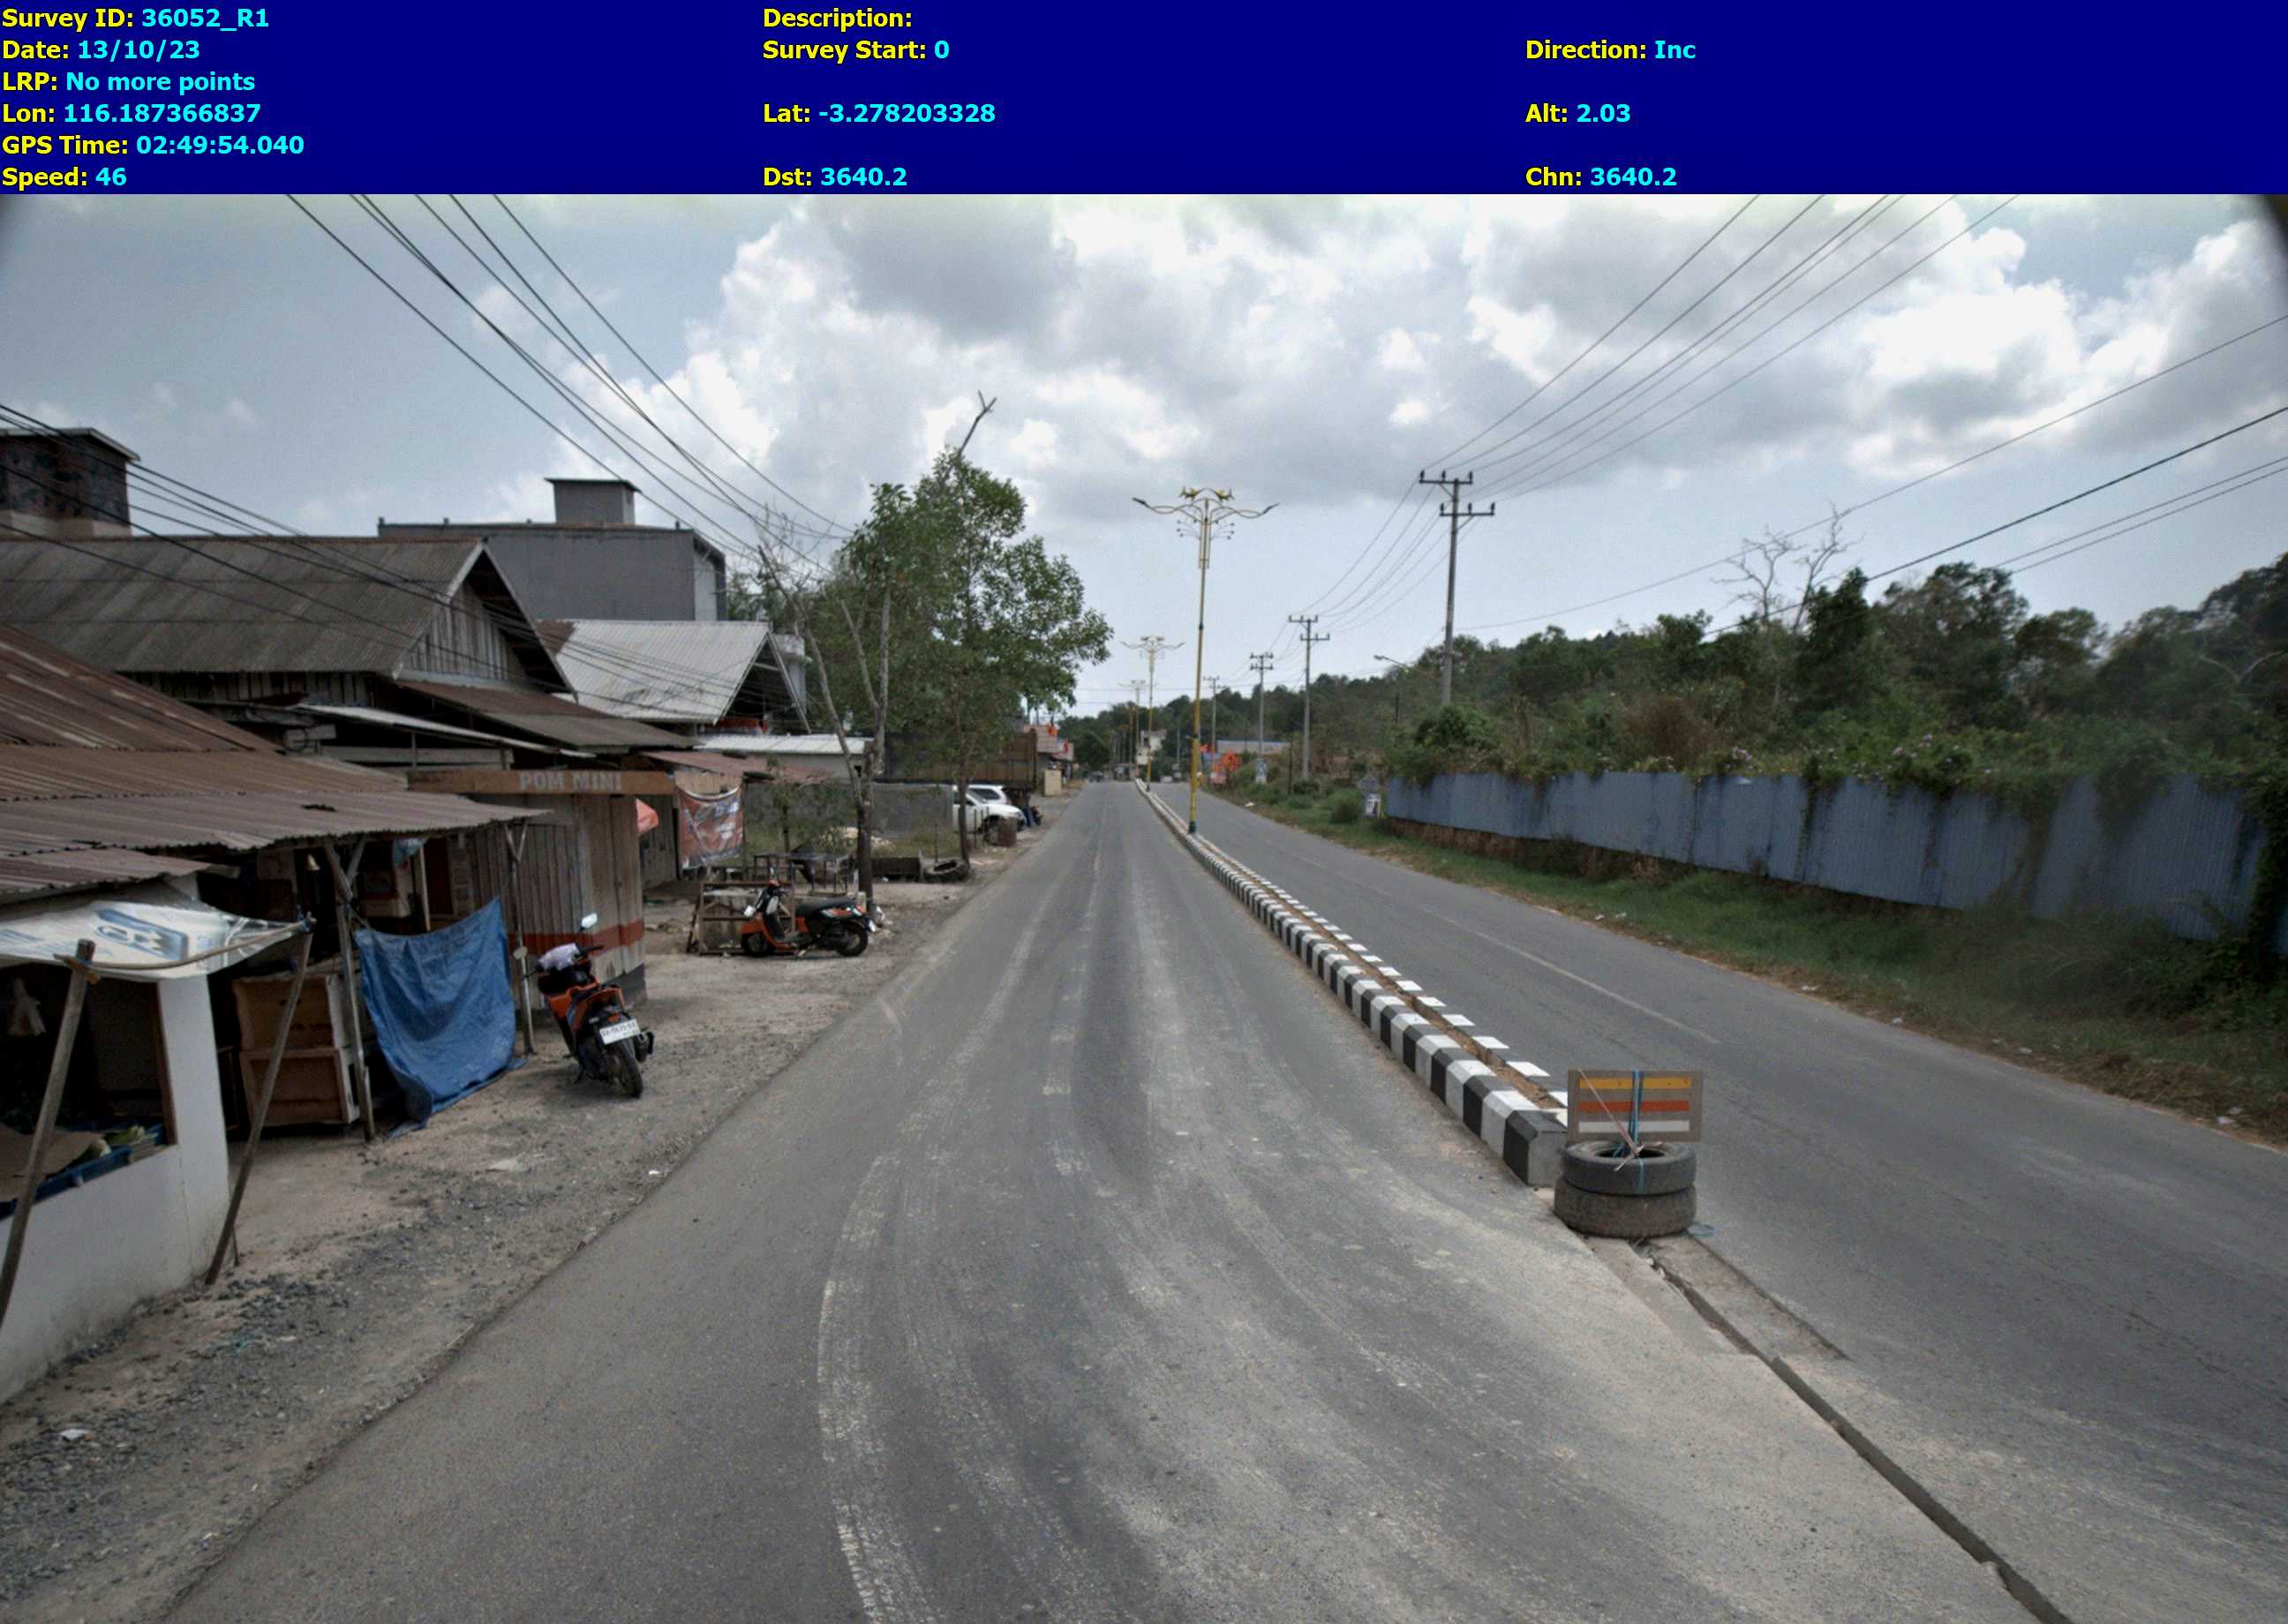 Survey ID: 36052_R1
Description:
Date: 13/10/23
Survey Start: 0
Direction: Inc
LRP: No more points
Lon: 116.187366837
Lat: -3.278203328
Alt: 2.03
GPS Time: 02:49:54.040
Speed: 46
Dst: 3640.2
Chn: 3640.2
POM MINI